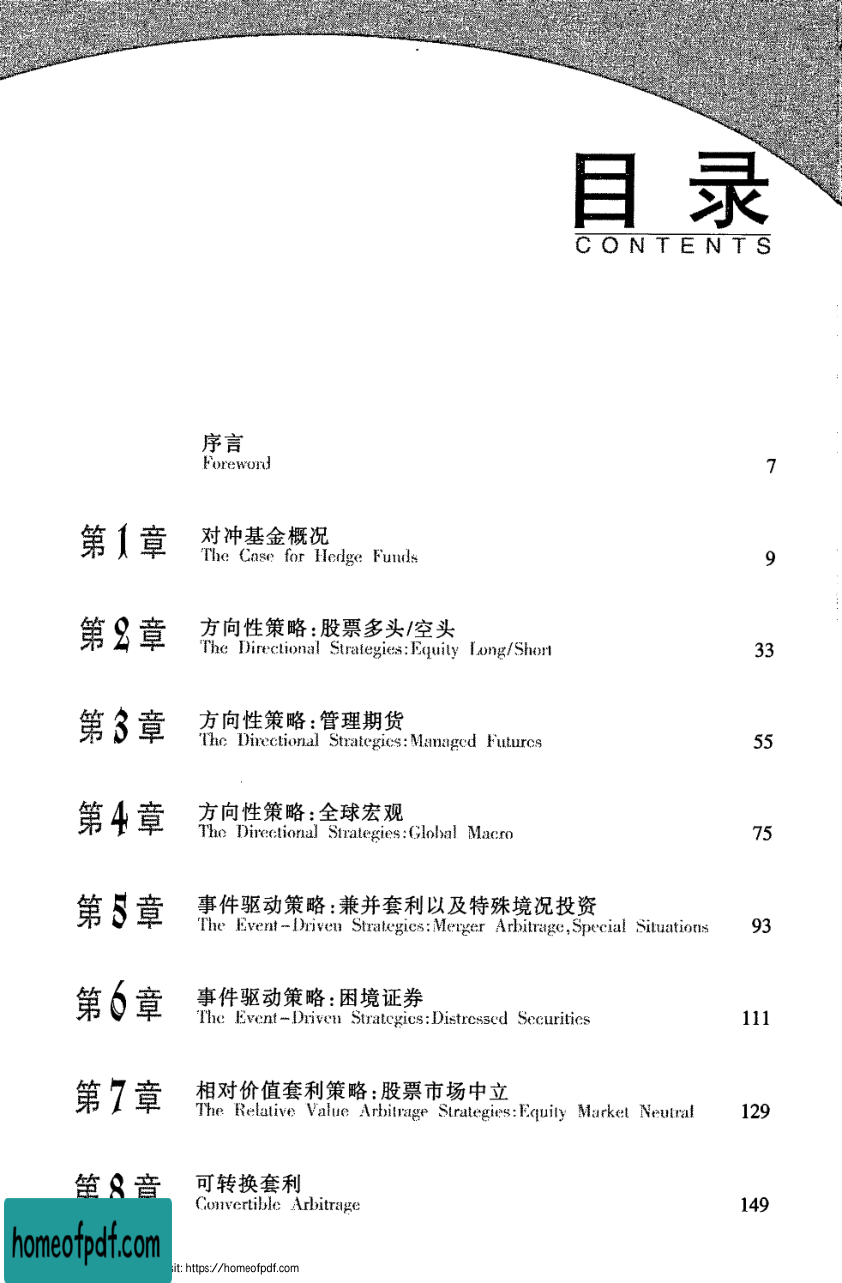 目 录
CONTENTS
序言
Foreword 7
第1章 对冲基金概况
The Case for Hedge Funds 9
第2章 方向性策略:股票多头/空头
The Directional Strategies:Equity Long/Short 33
第3章 方向性策略:管理期货
The Directional Strategies:Managed Futures 55
第4章 方向性策略:全球宏观
The Directional Strategies:Global Macro 75
第5章 事件驱动策略:兼并套利以及特殊境况投资
The Event-Driven Strategies:Merger Arbitrage,Special Situations 93
第6章 事件驱动策略:困境证券
The Event-Driven Strategies:Distressed Securities 111
第7章 相对价值套利策略:股票市场中立
The Relative Value Arbitrage Strategies:Equity Market Neutral 129
第8章 可转换套利
Convertible Arbitrage 149
homeofpdf.com
https://homeofpdf.com